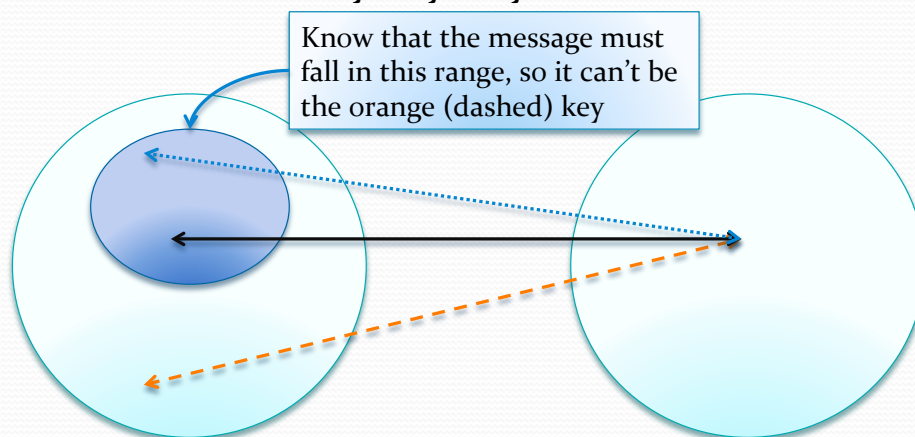 Know that the message must
fall in this range, so it can’t be
the orange (dashed) key